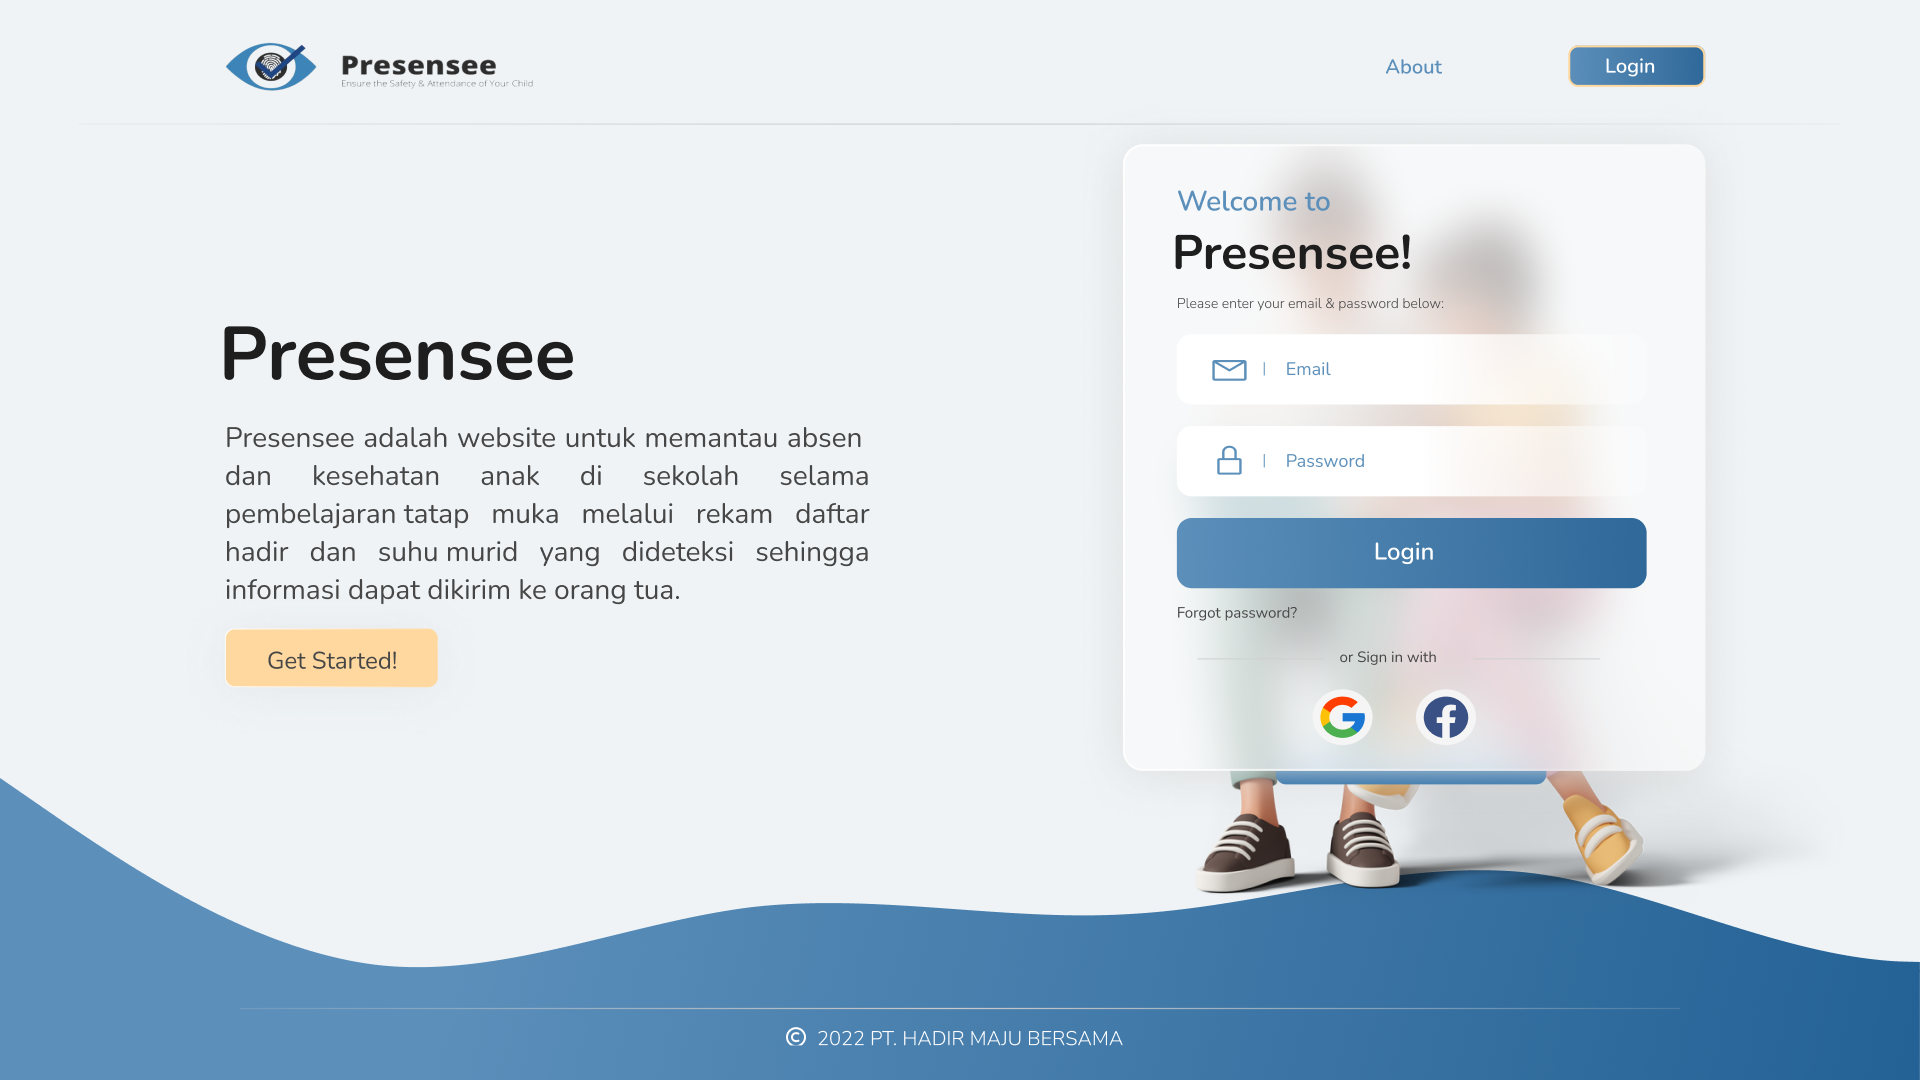 Presensee
Ensure the Safety & Attendance of Your Child
About
Login
Presensee
Presensee adalah website untuk memantau absen
dan kesehatan anak di sekolah selama
pembelajaran tatap muka melalui rekam daftar
hadir dan suhu murid yang dideteksi sehingga
informasi dapat dikirim ke orang tua.
Get Started!
Welcome to
Presensee!
Please enter your email & password below:
Email
Password
Login
Forgot password?
or Sign in with
© 2022 PT. HADIR MAJU BERSAMA